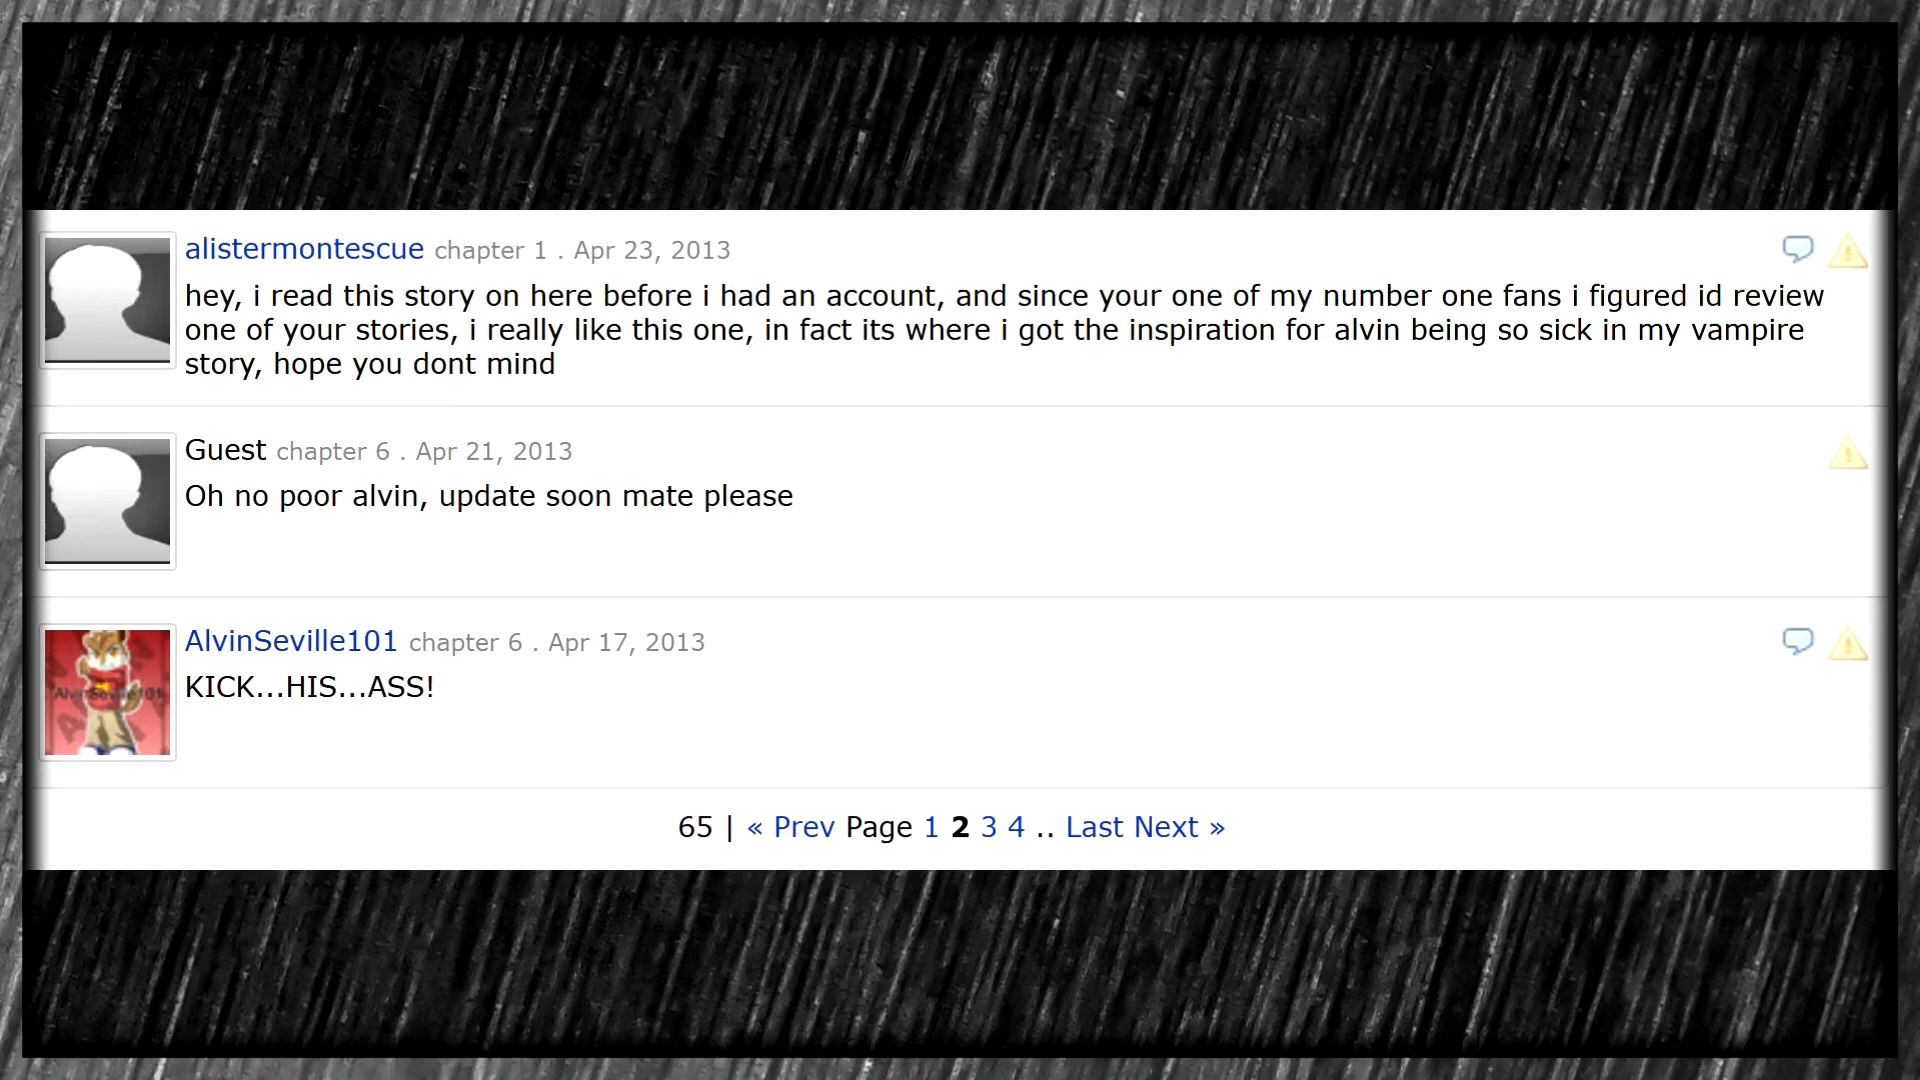 alistermontescue chapter 1 . Apr 23, 2013
hey, i read this story on here before i had an account, and since your one of my number one fans i figured id review
one of your stories, i really like this one, in fact its where i got the inspiration for alvin being so sick in my vampire
story, hope you dont mind
Guest chapter 6 . Apr 21, 2013
Oh no poor alvin, update soon mate please
AlvinSeville101 chapter 6 . Apr 17, 2013
AlvinSeville101
KICK...HIS...ASS!
65 | « Prev Page 1 2 3 4 .. Last Next »